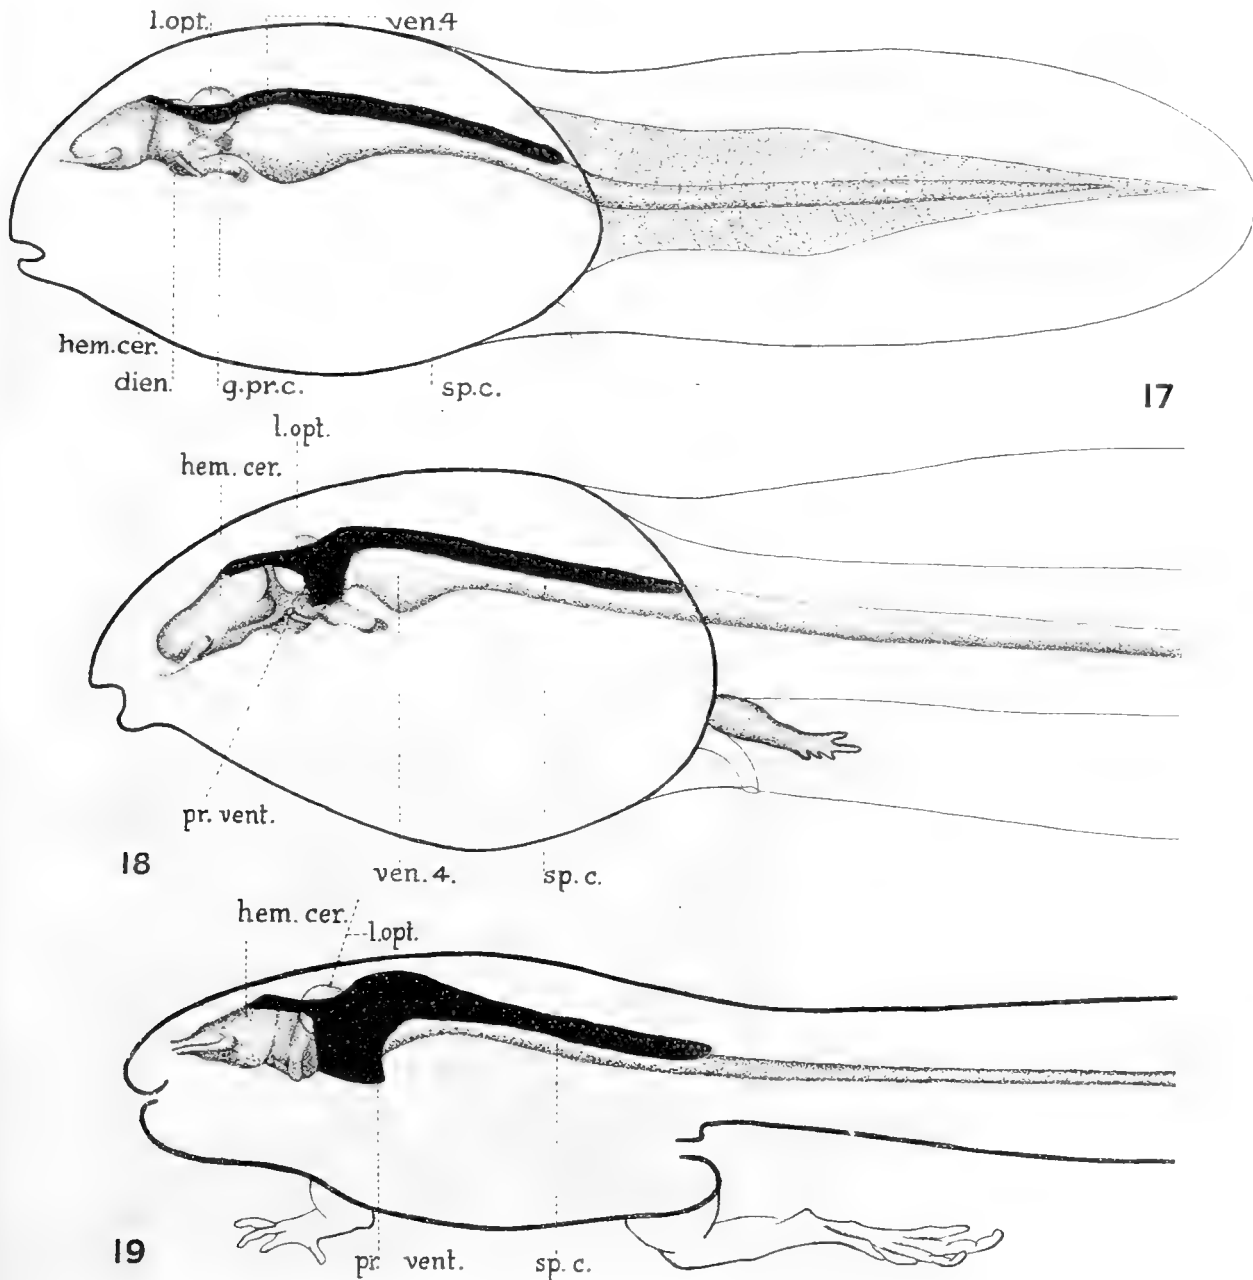 l.opt. ven.4
hem.cer.
dien. g.pr.c. sp.c.
17
l.opt.
hem. cer.
pr. vent.
18
ven.4. sp. c.
hem. cer.
l.opt.
19
pr. vent. sp. c.